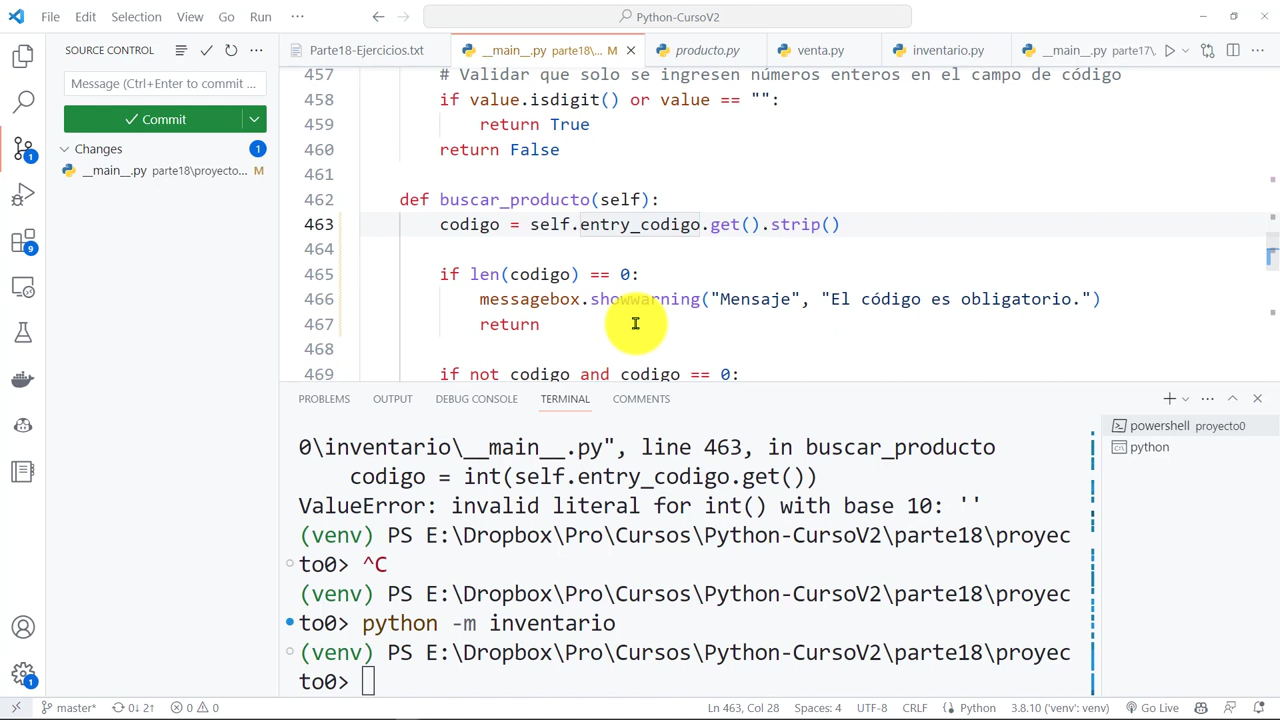 File Edit Selection View Go Run ··· Python-CursoV2
SOURCE CONTROL
Parte18-Ejercicios.txt __main__.py parte18\... M producto.py venta.py inventario.py __main__.py parte17\.
Message (Ctrl+Enter to commit ...
Commit
Changes 1
__main__.py parte18\proyecto... M
1
9
1
457 # Validar que solo se ingresen números enteros en el campo de código
458 if value.isdigit() or value == "":
459 return True
460 return False
461
462 def buscar_producto(self):
463 codigo = self.entry_codigo.get().strip()
464
465 if len(codigo) == 0:
466 messagebox.showwarning("Mensaje", "El código es obligatorio.")
467 return
468
469 if not codigo and codigo == 0:
PROBLEMS OUTPUT DEBUG CONSOLE TERMINAL COMMENTS
powershell proyecto0
python
0\inventario\__main__.py", line 463, in buscar_producto
codigo = int(self.entry_codigo.get())
ValueError: invalid literal for int() with base 10: ''
(venv) PS E:\Dropbox\Pro\Cursos\Python-CursoV2\parte18\proyec
to0> ^C
(venv) PS E:\Dropbox\Pro\Cursos\Python-CursoV2\parte18\proyec
to0> python -m inventario
(venv) PS E:\Dropbox\Pro\Cursos\Python-CursoV2\parte18\proyec
to0>
master* 0↓ 2↑ 0 0 Ln 463, Col 28 Spaces: 4 UTF-8 CRLF Python 3.8.10 ('venv': venv) Go Live